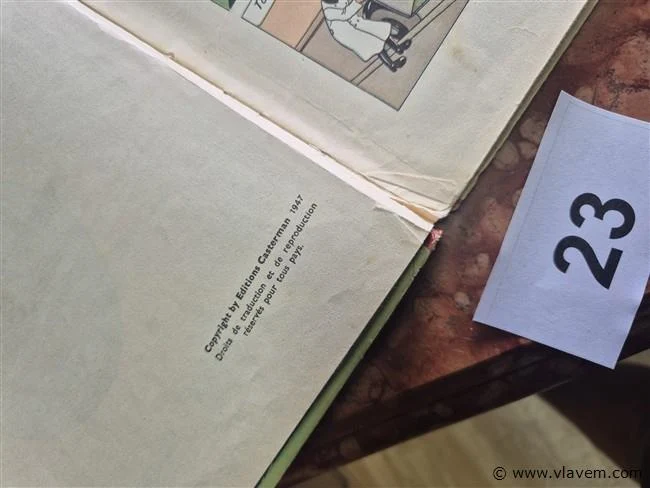 Copyright by Editions Casterman 1947
Droits de traduction et de reproduction
réservés pour tous pays.
23
© www.vlavem.com